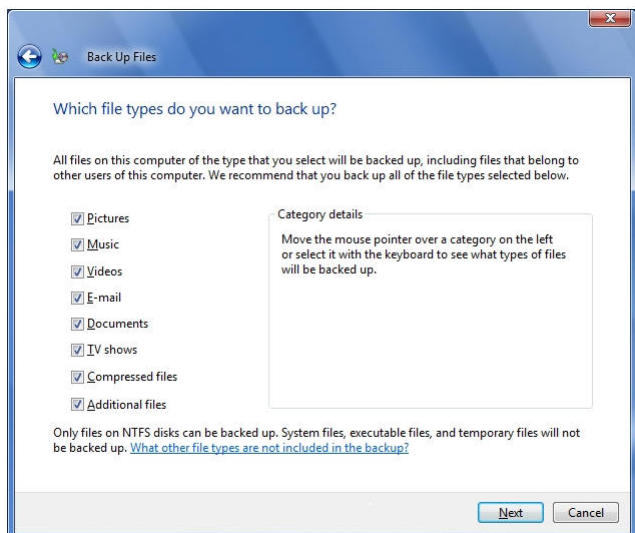 Back Up Files
Which file types do you want to back up?
All files on this computer of the type that you select will be backed up, including files that belong to
other users of this computer. We recommend that you back up all of the file types selected below.
Pictures
Music
Videos
E-mail
Documents
TV shows
Compressed files
Additional files
Category details
Move the mouse pointer over a category on the left
or select it with the keyboard to see what types of files
will be backed up.
Only files on NTFS disks can be backed up. System files, executable files, and temporary files will not
be backed up. What other file types are not included in the backup?
Next
Cancel